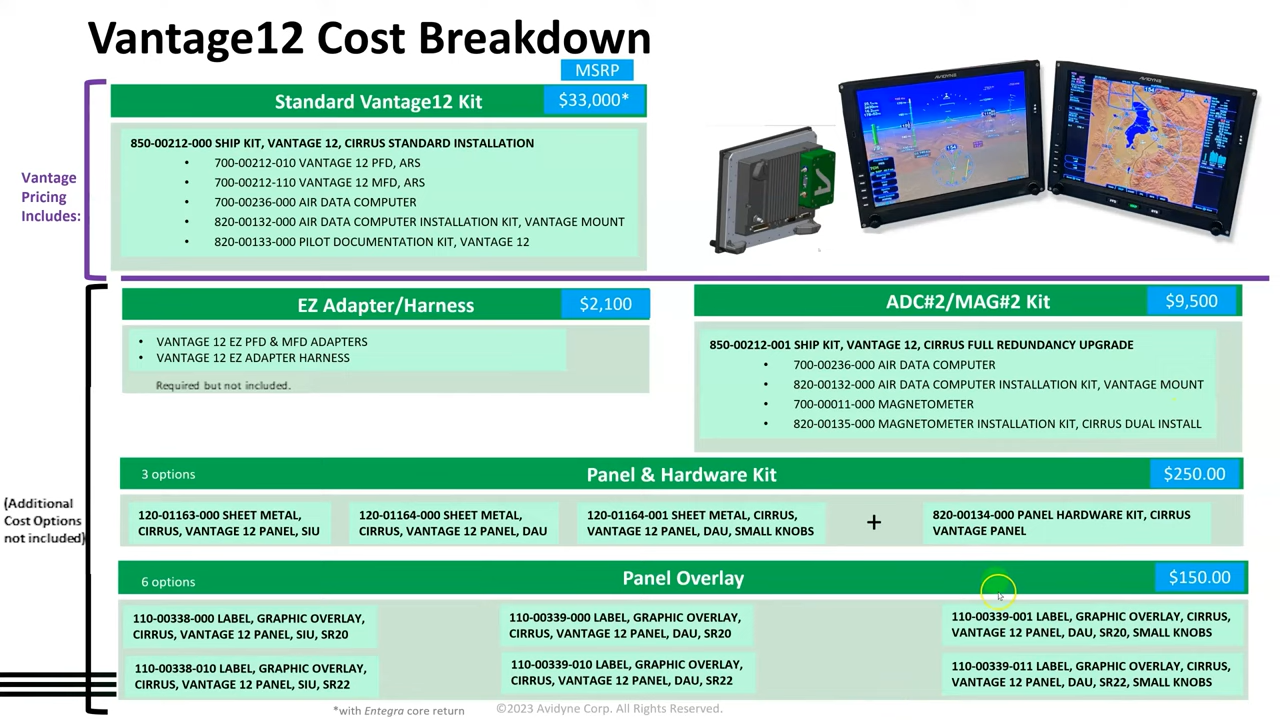 Vantage12 Cost Breakdown
MSRP
Standard Vantage12 Kit
$33,000*
Vantage
Pricing
Includes:
850-00212-000 SHIP KIT, VANTAGE 12, CIRRUS STANDARD INSTALLATION
• 700-00212-010 VANTAGE 12 PFD, ARS
• 700-00212-110 VANTAGE 12 MFD, ARS
• 700-00236-000 AIR DATA COMPUTER
• 820-00132-000 AIR DATA COMPUTER INSTALLATION KIT, VANTAGE MOUNT
• 820-00133-000 PILOT DOCUMENTATION KIT, VANTAGE 12
AVIDYNE
AVIDYNE
EZ Adapter/Harness
$2,100
• VANTAGE 12 EZ PFD & MFD ADAPTERS
• VANTAGE 12 EZ ADAPTER HARNESS
Required but not included.
ADC#2/MAG#2 Kit
$9,500
850-00212-001 SHIP KIT, VANTAGE 12, CIRRUS FULL REDUNDANCY UPGRADE
• 700-00236-000 AIR DATA COMPUTER
• 820-00132-000 AIR DATA COMPUTER INSTALLATION KIT, VANTAGE MOUNT
• 700-00011-000 MAGNETOMETER
• 820-00135-000 MAGNETOMETER INSTALLATION KIT, CIRRUS DUAL INSTALL
(Additional
Cost Options
not included)
3 options
Panel & Hardware Kit
$250.00
120-01163-000 SHEET METAL,
CIRRUS, VANTAGE 12 PANEL, SIU
120-01164-000 SHEET METAL,
CIRRUS, VANTAGE 12 PANEL, DAU
120-01164-001 SHEET METAL, CIRRUS,
VANTAGE 12 PANEL, DAU, SMALL KNOBS
+
820-00134-000 PANEL HARDWARE KIT, CIRRUS
VANTAGE PANEL
6 options
Panel Overlay
$150.00
110-00338-000 LABEL, GRAPHIC OVERLAY,
CIRRUS, VANTAGE 12 PANEL, SIU, SR20
110-00339-000 LABEL, GRAPHIC OVERLAY,
CIRRUS, VANTAGE 12 PANEL, DAU, SR20
110-00339-001 LABEL, GRAPHIC OVERLAY, CIRRUS,
VANTAGE 12 PANEL, DAU, SR20, SMALL KNOBS
110-00338-010 LABEL, GRAPHIC OVERLAY,
CIRRUS, VANTAGE 12 PANEL, SIU, SR22
110-00339-010 LABEL, GRAPHIC OVERLAY,
CIRRUS, VANTAGE 12 PANEL, DAU, SR22
110-00339-011 LABEL, GRAPHIC OVERLAY, CIRRUS,
VANTAGE 12 PANEL, DAU, SR22, SMALL KNOBS
*with Entegra core return
©2023 Avidyne Corp. All Rights Reserved.